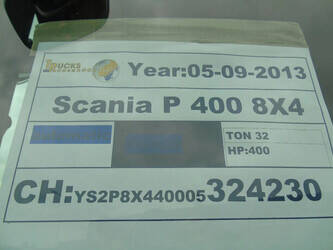 TRUCKS
Year:05-09-2013
Scania P 400 8X4
TON 32
HP:400
CH:YS2P8X440005324230